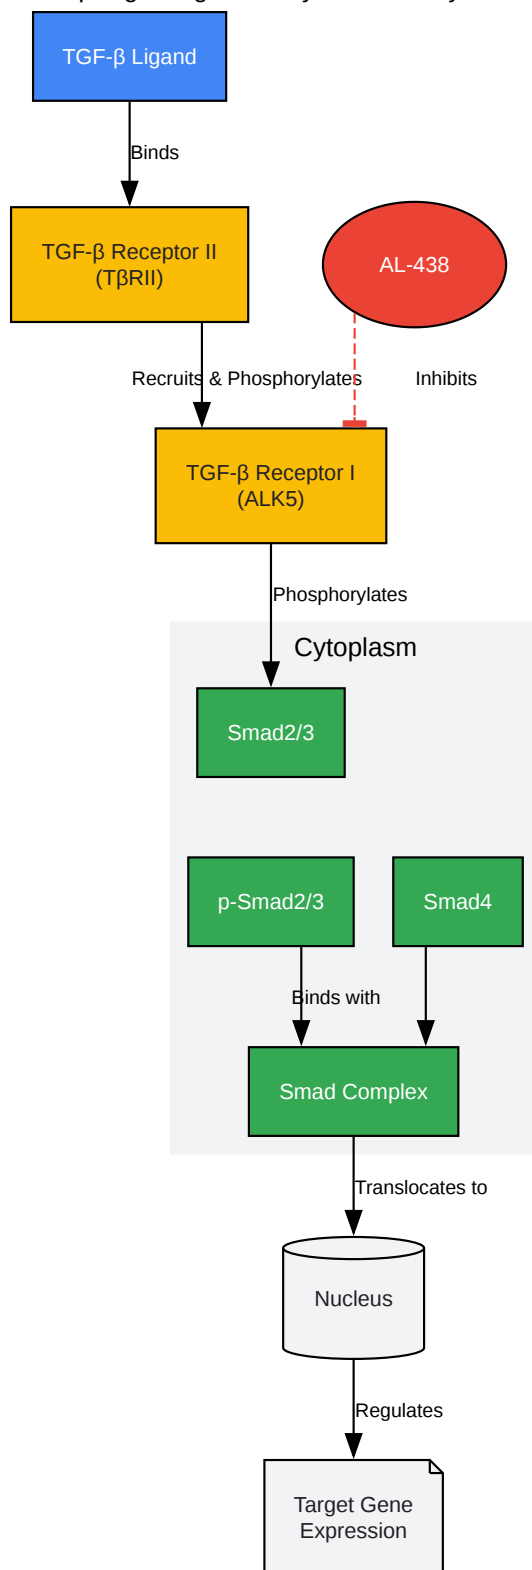 TGF-β Ligand
Binds
TGF-β Receptor II
(TβRII)
AL-438
Recruits & Phosphorylates
Inhibits
TGF-β Receptor I
(ALK5)
Phosphorylates
Cytoplasm
Smad2/3
p-Smad2/3
Smad4
Binds with
Smad Complex
Translocates to
Nucleus
Regulates
Target Gene
Expression